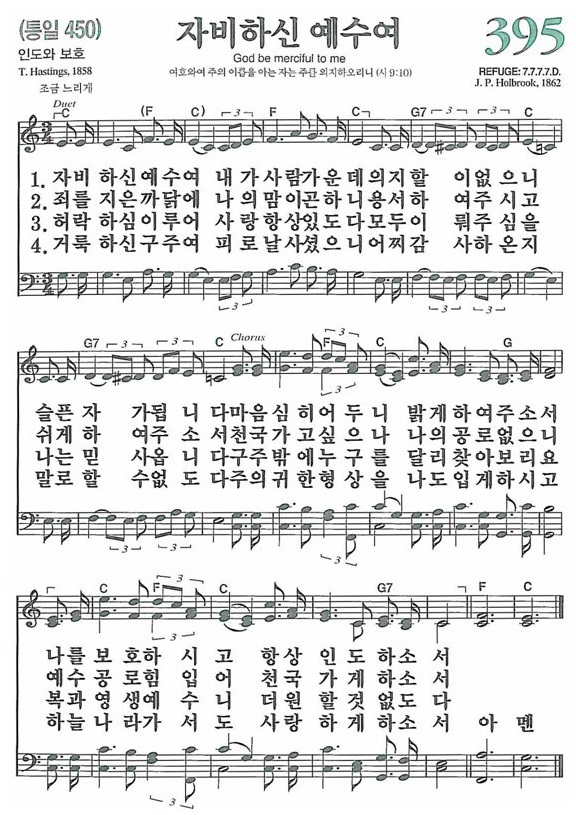 (통일 450)
자비하신 예수여
395
인도와 보호
God be merciful to me
T. Hastings, 1858
여호와여 주의 이름을 아는 자는 주를 의지하오리니 (시 9:10)
REFUGE: 7.7.7.7.D.
조금 느리게
J. P. Holbrook, 1862
Duet
C (F C) 3 F C 3 G7 3 C
1. 자비 하신예수여 내 가사람가운 데의지할 이없으니
2. 죄를 지은까닭에 나의맘이곤하 니용서하 여주시고
3. 허락 하심이루어 사랑항상있도 다모두이 뤄주심을
4. 거룩 하신구주여 피로날사셨으 니어찌감 사하온지
3 3
G7 3 3 C Chorus F 3 C G
슬픈자 가됩 니 다마음심히어 두니 밝게하여주소서
쉬게하 여주 소 서천국가고싶 으나 나의공로없으니
나는믿 사옵 니 다구주밖에누 구를 달리찾아보리요
말로할 수없 도 다주의귀한형 상을 나도입게하시고
3 3 3
C F 3 C G7 C F C
3
나를보호하 시고 항상 인도하소서
예수공로힘 입어 천국 가게하소서
복과영생예 수니 더원 할것없도다
하늘나라가 서도 사랑 하게하소서 아멘
3